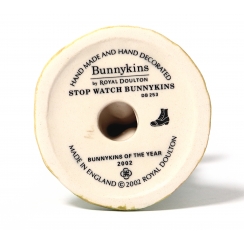 HAND MADE AND HAND DECORATED
Bunnykins
by ROYAL DOULTON
STOP WATCH BUNNYKINS
DB 253
BUNNYKINS OF THE YEAR
2002
MADE IN ENGLAND © 2002 ROYAL DOULTON